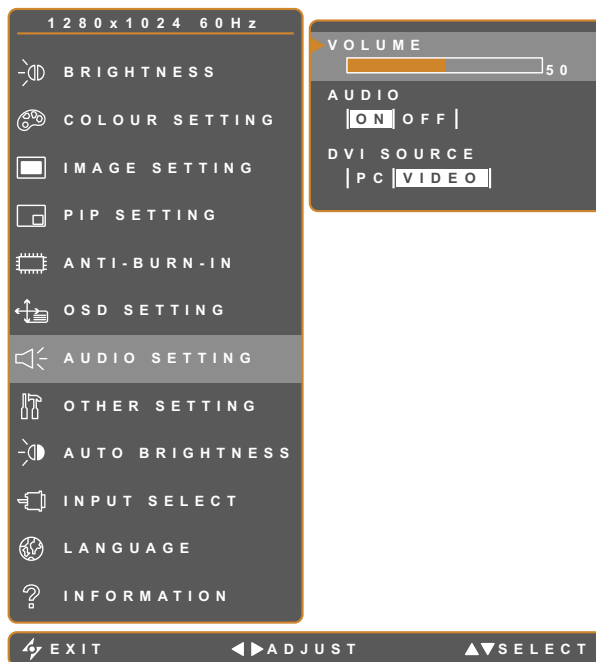 1280x1024 60Hz
BRIGHTNESS
COLOUR SETTING
IMAGE SETTING
PIP SETTING
ANTI-BURN-IN
OSD SETTING
AUDIO SETTING
OTHER SETTING
AUTO BRIGHTNESS
INPUT SELECT
LANGUAGE
INFORMATION
VOLUME
50
AUDIO
ON OFF
DVI SOURCE
PC VIDEO
EXIT ADJUST SELECT